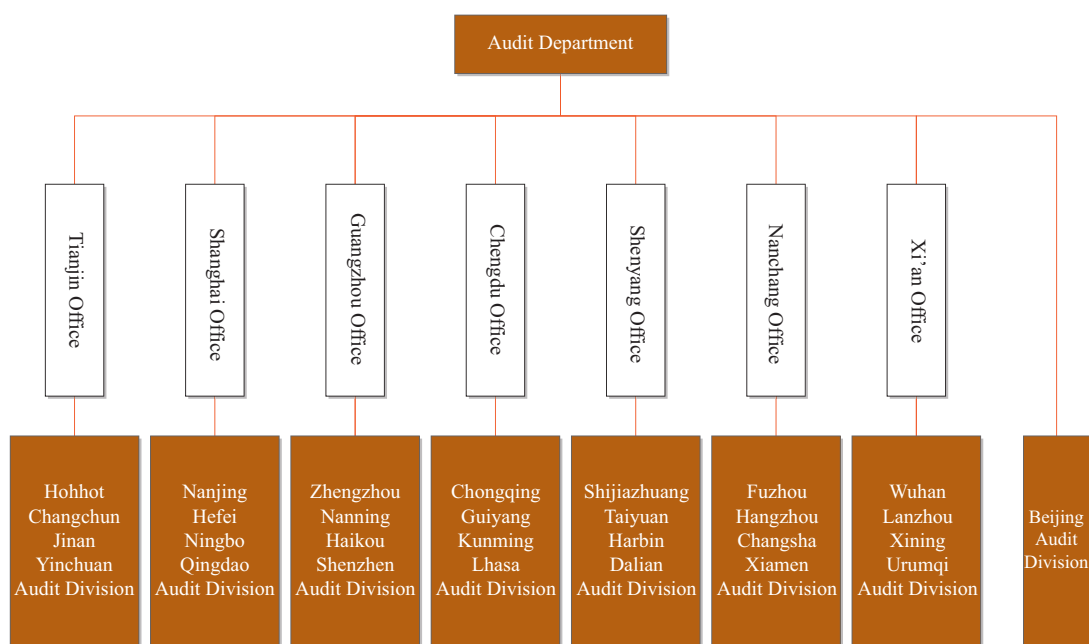 Audit Department
Tianjin Office
Shanghai Office
Guangzhou Office
Chengdu Office
Shenyang Office
Nanchang Office
Xi’an Office
Hohhot
Changchun
Jinan
Yinchuan
Audit Division
Nanjing
Hefei
Ningbo
Qingdao
Audit Division
Zhengzhou
Nanning
Haikou
Shenzhen
Audit Division
Chongqing
Guiyang
Kunming
Lhasa
Audit Division
Shijiazhuang
Taiyuan
Harbin
Dalian
Audit Division
Fuzhou
Hangzhou
Changsha
Xiamen
Audit Division
Wuhan
Lanzhou
Xining
Urumqi
Audit Division
Beijing
Audit
Division